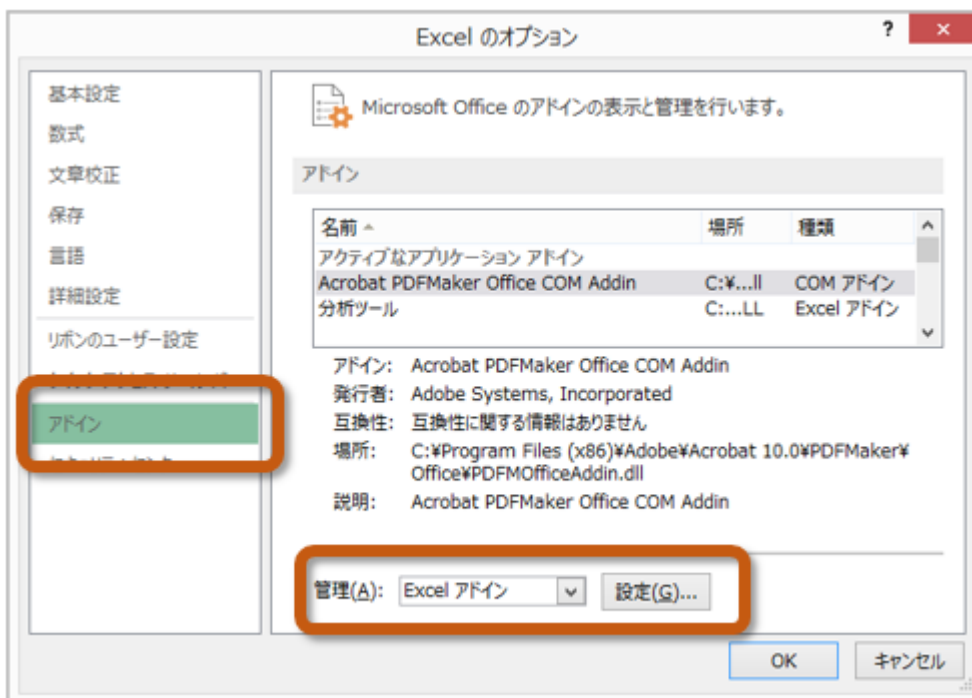 Excel のオプション
?
基本設定
数式
文章校正
保存
言語
詳細設定
リボンのユーザー設定
アドイン
Microsoft Office のアドインの表示と管理を行います。
アドイン
名前 場所 種類
アクティブなアプリケーション アドイン
Acrobat PDFMaker Office COM Addin C:¥...ll COM アドイン
分析ツール C:...LL Excel アドイン
アドイン: Acrobat PDFMaker Office COM Addin
発行者: Adobe Systems, Incorporated
互換性: 互換性に関する情報はありません
場所: C:¥Program Files (x86)¥Adobe¥Acrobat 10.0¥PDFMaker¥
Office¥PDFMOfficeAddin.dll
説明: Acrobat PDFMaker Office COM Addin
管理(A): Excel アドイン 設定(G)...
OK キャンセル